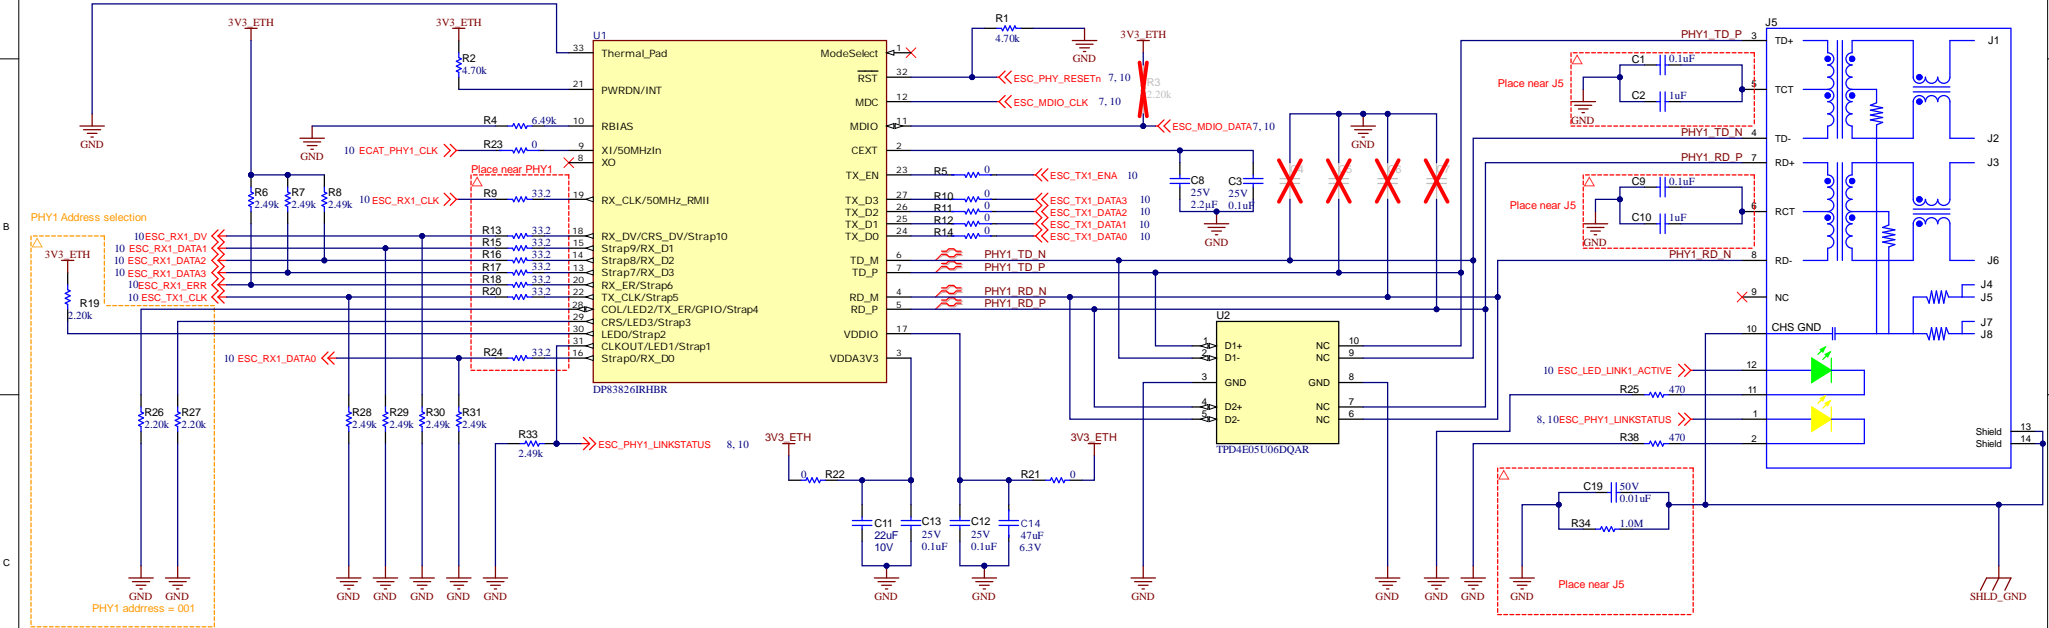 3V3_ETH
R6
2.49k
R7
2.49k
R8
2.49k
3V3_ETH
R2
4.70k
GND
GND
R4 6.49k
10 ECAT_PHY1_CLK
R23 0
Place near PHY1
10 ESC_RX1_CLK
R9 33.2
B
C
PHY1 Address selection
3V3_ETH
R19
2.20k
10ESC_RX1_DV
10 ESC_RX1_DATA1
10 ESC_RX1_DATA2
10 ESC_RX1_DATA3
10ESC_RX1_ERR
10 ESC_TX1_CLK
R13 33.2
R15 33.2
R16 33.2
R17 33.2
R18 33.2
R20 33.2
10 ESC_RX1_DATA0
R24 33.2
R26
2.20k
R27
2.20k
R28
2.49k
R29
2.49k
R30
2.49k
R31
2.49k
R33
2.49k
ESC_PHY1_LINKSTATUS 8, 10
GND
GND
GND
GND
GND
GND
GND
PHY1 addrress = 001
U1
33 Thermal_Pad
21 PWRDN/INT
10 RBIAS
9 XI/50MHzIn
8 XO
19 RX_CLK/50MHz_RMII
18 RX_DV/CRS_DV/Strap10
15 Strap9/RX_D1
14 Strap8/RX_D2
13 Strap7/RX_D3
20 RX_ER/Strap6
22 TX_CLK/Strap5
28 COL/LED2/TX_ER/GPIO/Strap4
29 CRS/LED3/Strap3
30 LED0/Strap2
31 CLKOUT/LED1/Strap1
16 Strap0/RX_D0
ModeSelect 1
RST 32
MDC 12
MDIO 11
CEXT 2
TX_EN 23
TX_D3 27
TX_D2 26
TX_D1 25
TX_D0 24
TD_M 6
TD_P 7
RD_M 4
RD_P 5
VDDIO 17
VDDA3V3 3
DP83826IRHBR
R1
4.70k
GND
3V3_ETH
R3
2.20k
ESC_PHY_RESETn 7, 10
ESC_MDIO_CLK 7, 10
ESC_MDIO_DATA7, 10
R5 0 ESC_TX1_ENA 10
R10 0 ESC_TX1_DATA3 10
R11 0 ESC_TX1_DATA2 10
R12 0 ESC_TX1_DATA1 10
R14 0 ESC_TX1_DATA0 10
C8
25V
2.2µF
C3
25V
0.1uF
GND
GND
PHY1_TD_N
PHY1_TD_P
PHY1_RD_N
PHY1_RD_P
3V3_ETH
0 R22
C11
22uF
10V
C13
25V
0.1uF
GND
C12
25V
0.1uF
C14
47uF
6.3V
GND
R21 0
3V3_ETH
U2
1 D1+
2 D1-
3 GND
4 D2+
5 D2-
NC 10
NC 9
GND 8
NC 7
NC 6
TPD4E05U06DQAR
GND
GND
GND
GND
PHY1_TD_P
Place near J5
C1 0.1uF
C2 1uF
GND
PHY1_TD_N
PHY1_RD_P
Place near J5
C9 0.1uF
C10 1uF
GND
PHY1_RD_N
10 ESC_LED_LINK1_ACTIVE
R25 470
8, 10ESC_PHY1_LINKSTATUS
R38 470
C19 50V
0.01uF
R34 1.0M
GND
Place near J5
J5
3 TD+
5 TCT
4 TD-
7 RD+
6 RCT
8 RD-
9 NC
10 CHS GND
12
11
1
2
J1
J2
J3
J6
J4
J5
J7
J8
Shield 13
Shield 14
SHLD_GND